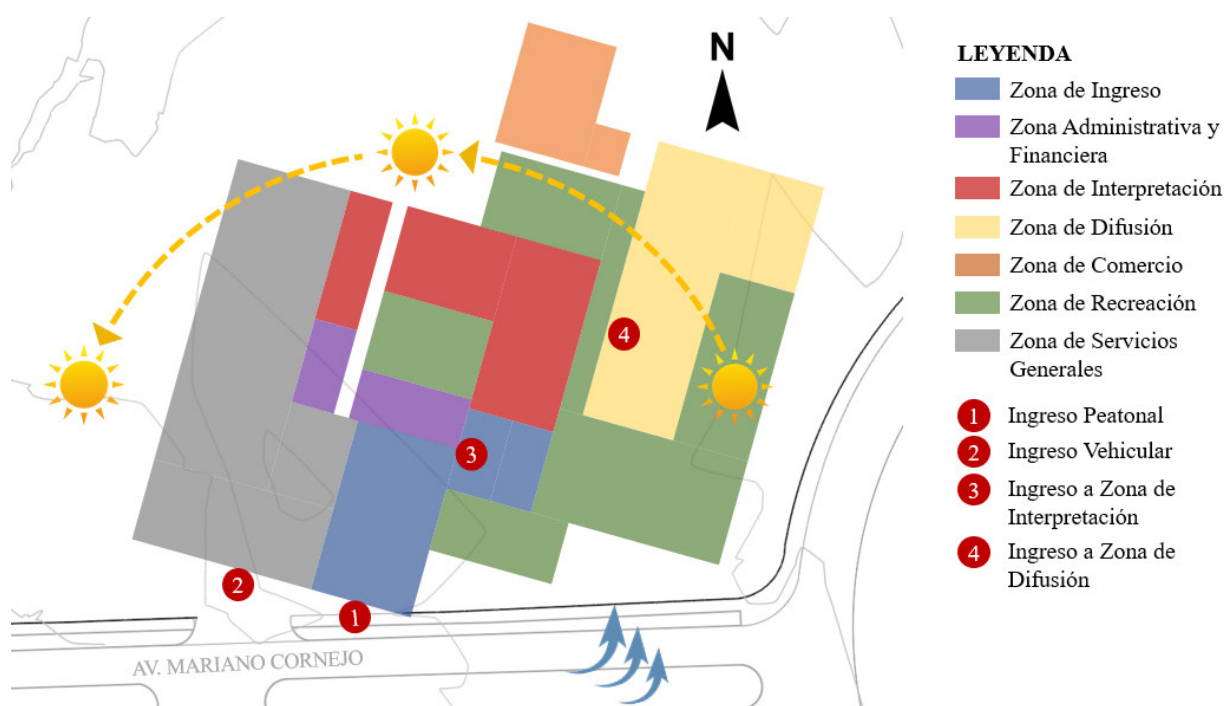 N
4
3
2
1
AV. MARIANO CORNEJO
LEYENDA
Zona de Ingreso
Zona Administrativa y
Financiera
Zona de Interpretación
Zona de Difusión
Zona de Comercio
Zona de Recreación
Zona de Servicios
Generales
1 Ingreso Peatonal
2 Ingreso Vehicular
3 Ingreso a Zona de
Interpretación
4 Ingreso a Zona de
Difusión